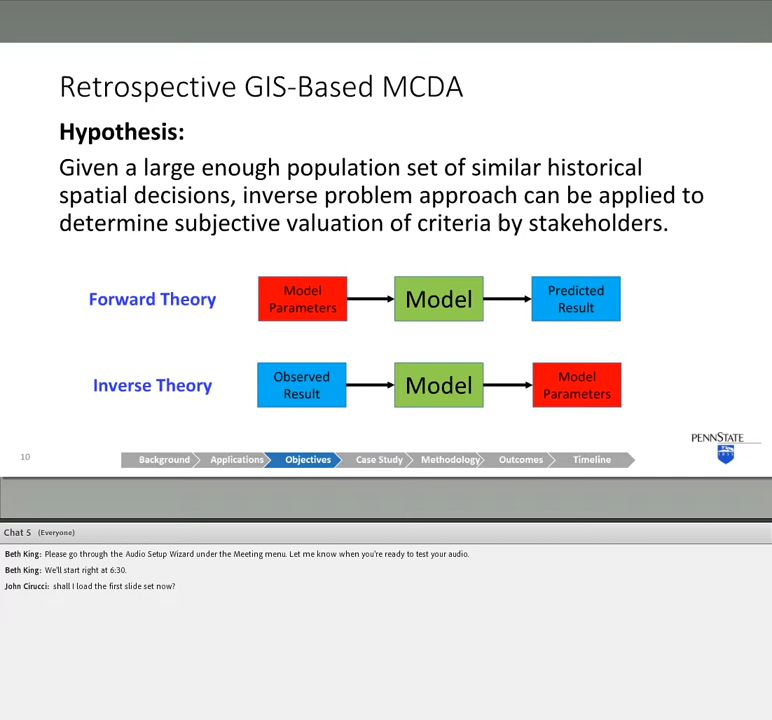 Retrospective GIS-Based MCDA
Hypothesis:
Given a large enough population set of similar historical
spatial decisions, inverse problem approach can be applied to
determine subjective valuation of criteria by stakeholders.
Forward Theory
Model
Parameters
Model
Predicted
Result
Inverse Theory
Observed
Result
Model
Model
Parameters
10
Background
Applications
Objectives
Case Study
Methodology
Outcomes
Timeline
PENNSTATE
Chat 5 (Everyone)
Beth King: Please go through the Audio Setup Wizard under the Meeting menu. Let me know when you're ready to test your audio.
Beth King: We'll start right at 6:30.
John Cirucci: shall I load the first slide set now?